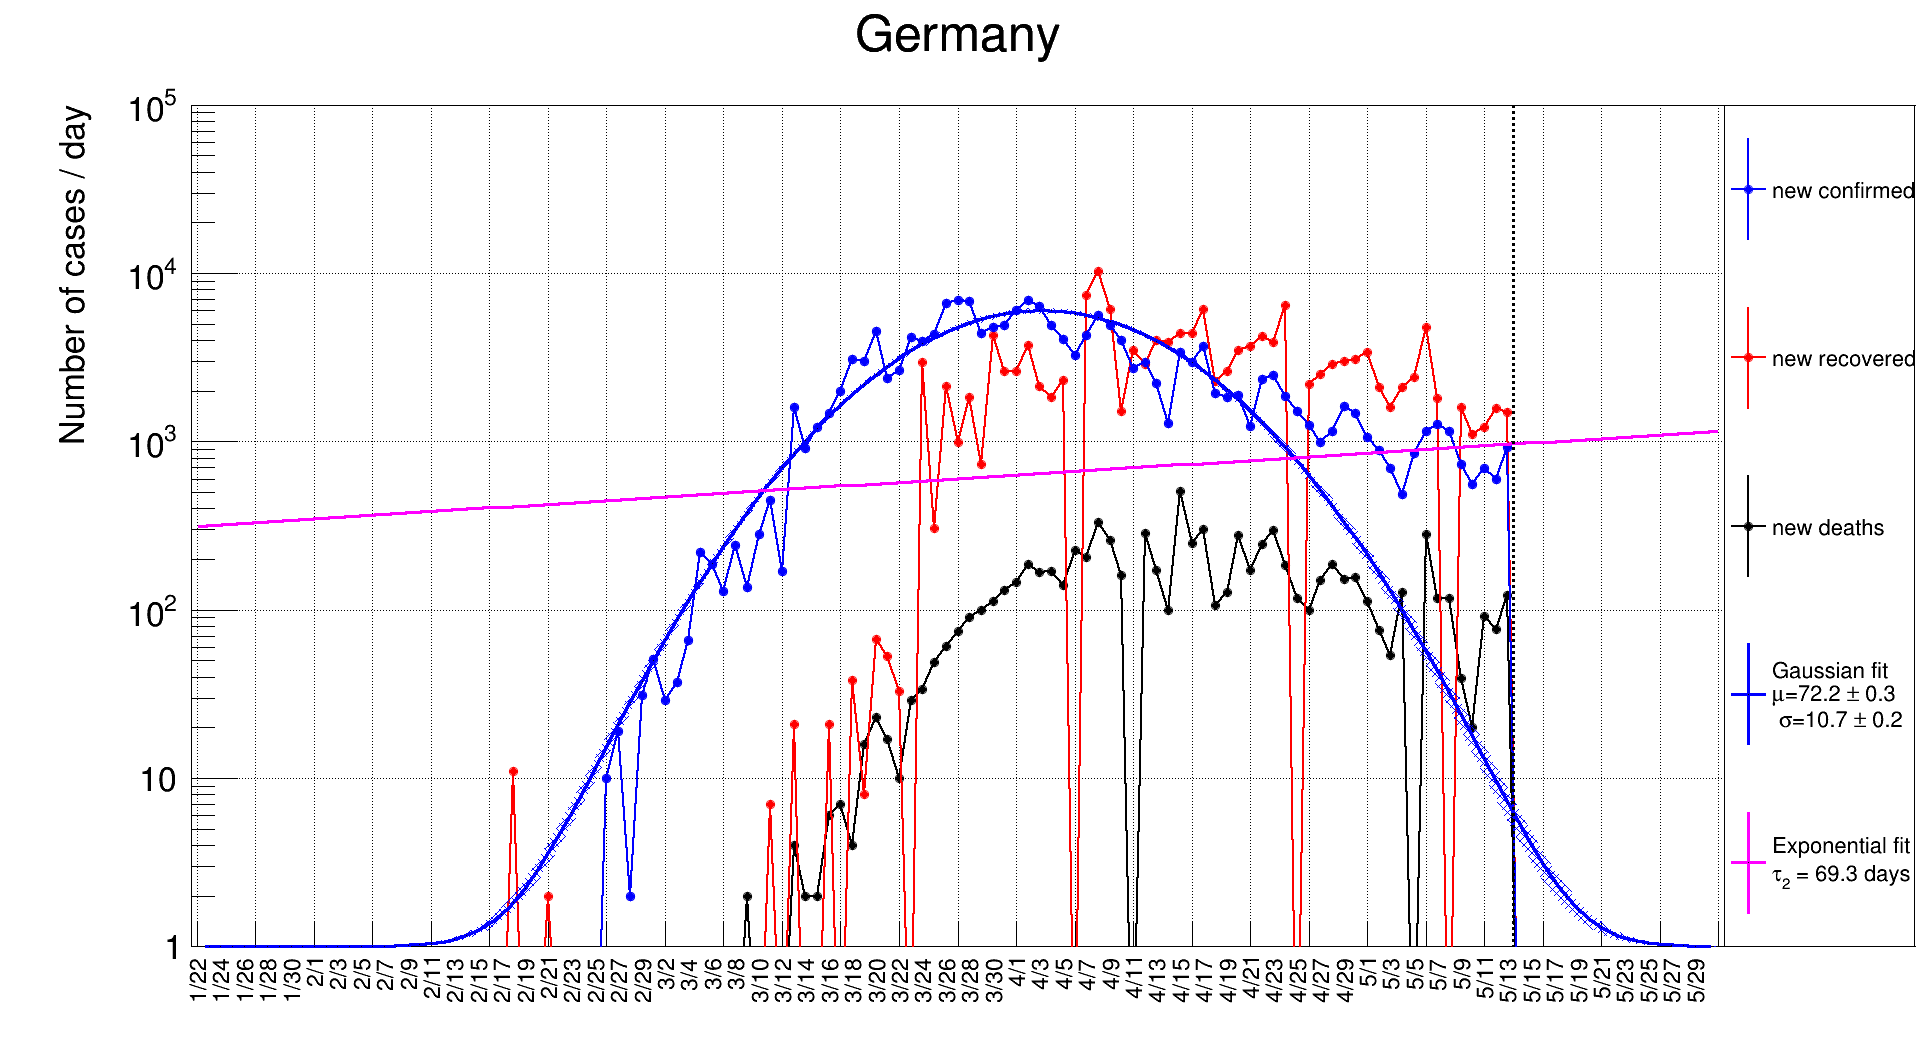 Germany
Number of cases / day
10^5
10^4
10^3
10^2
10
1
1/22 1/24 1/26 1/28 1/30 2/1 2/3 2/5 2/7 2/9 2/11 2/13 2/15 2/17 2/19 2/21 2/23 2/25 2/27 2/29 3/2 3/4 3/6 3/8 3/10 3/12 3/14 3/16 3/18 3/20 3/22 3/24 3/26 3/28 3/30 4/1 4/3 4/5 4/7 4/9 4/11 4/13 4/15 4/17 4/19 4/21 4/23 4/25 4/27 4/29 5/1 5/3 5/5 5/7 5/9 5/11 5/13 5/15 5/17 5/19 5/21 5/23 5/25 5/27 5/29
new confirmed
new recovered
new deaths
Gaussian fit
μ=72.2 ± 0.3
σ=10.7 ± 0.2
Exponential fit
τ₂ = 69.3 days